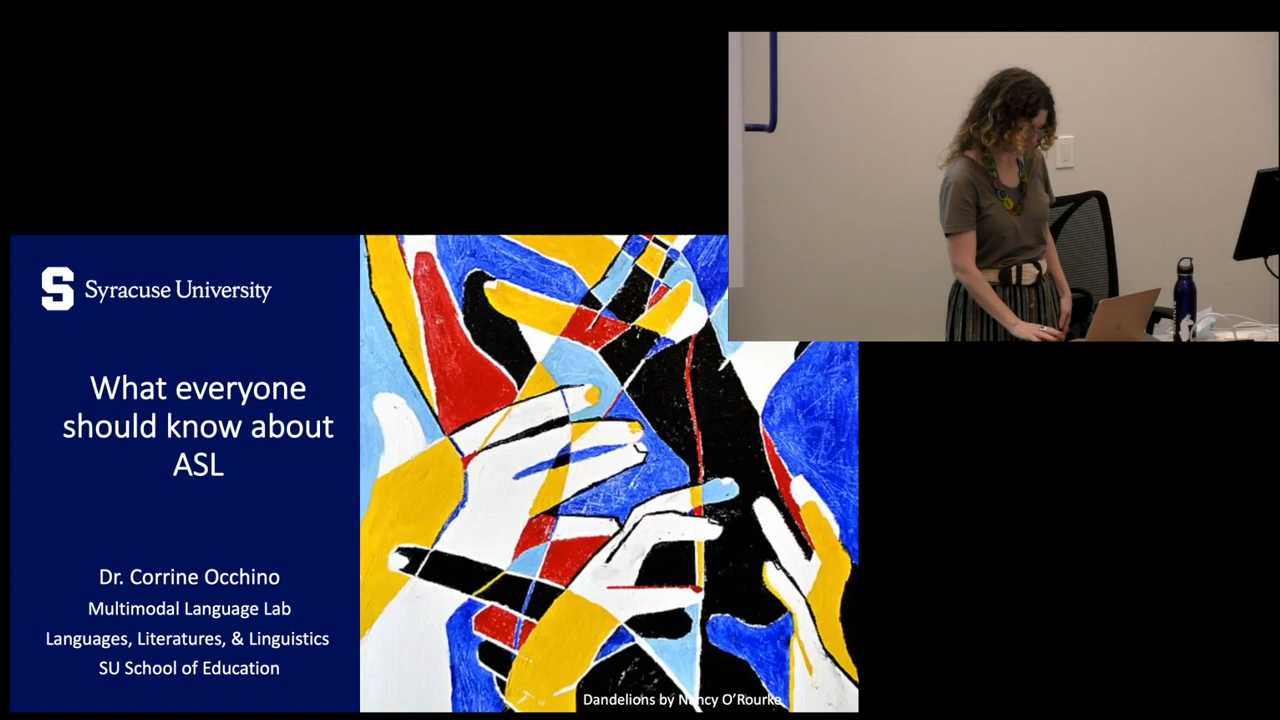 S Syracuse University
What everyone
should know about
ASL
Dr. Corrine Occhino
Multimodal Language Lab
Languages, Literatures, & Linguistics
SU School of Education
Dandelions by Nancy O'Rourke